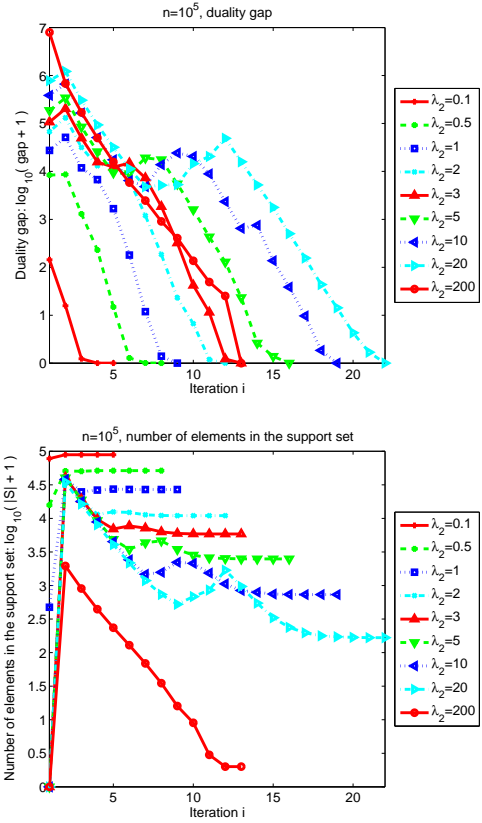 n=10⁵, duality gap
Duality gap: log₁₀( gap + 1 )
7
6
5
4
3
2
1
0
5
10
15
20
Iteration i
λ₂=0.1
λ₂=0.5
λ₂=1
λ₂=2
λ₂=3
λ₂=5
λ₂=10
λ₂=20
λ₂=200
n=10⁵, number of elements in the support set
Number of elements in the support set: log₁₀( |S| + 1 )
5
4.5
4
3.5
3
2.5
2
1.5
1
0.5
0
5
10
15
20
Iteration i
λ₂=0.1
λ₂=0.5
λ₂=1
λ₂=2
λ₂=3
λ₂=5
λ₂=10
λ₂=20
λ₂=200